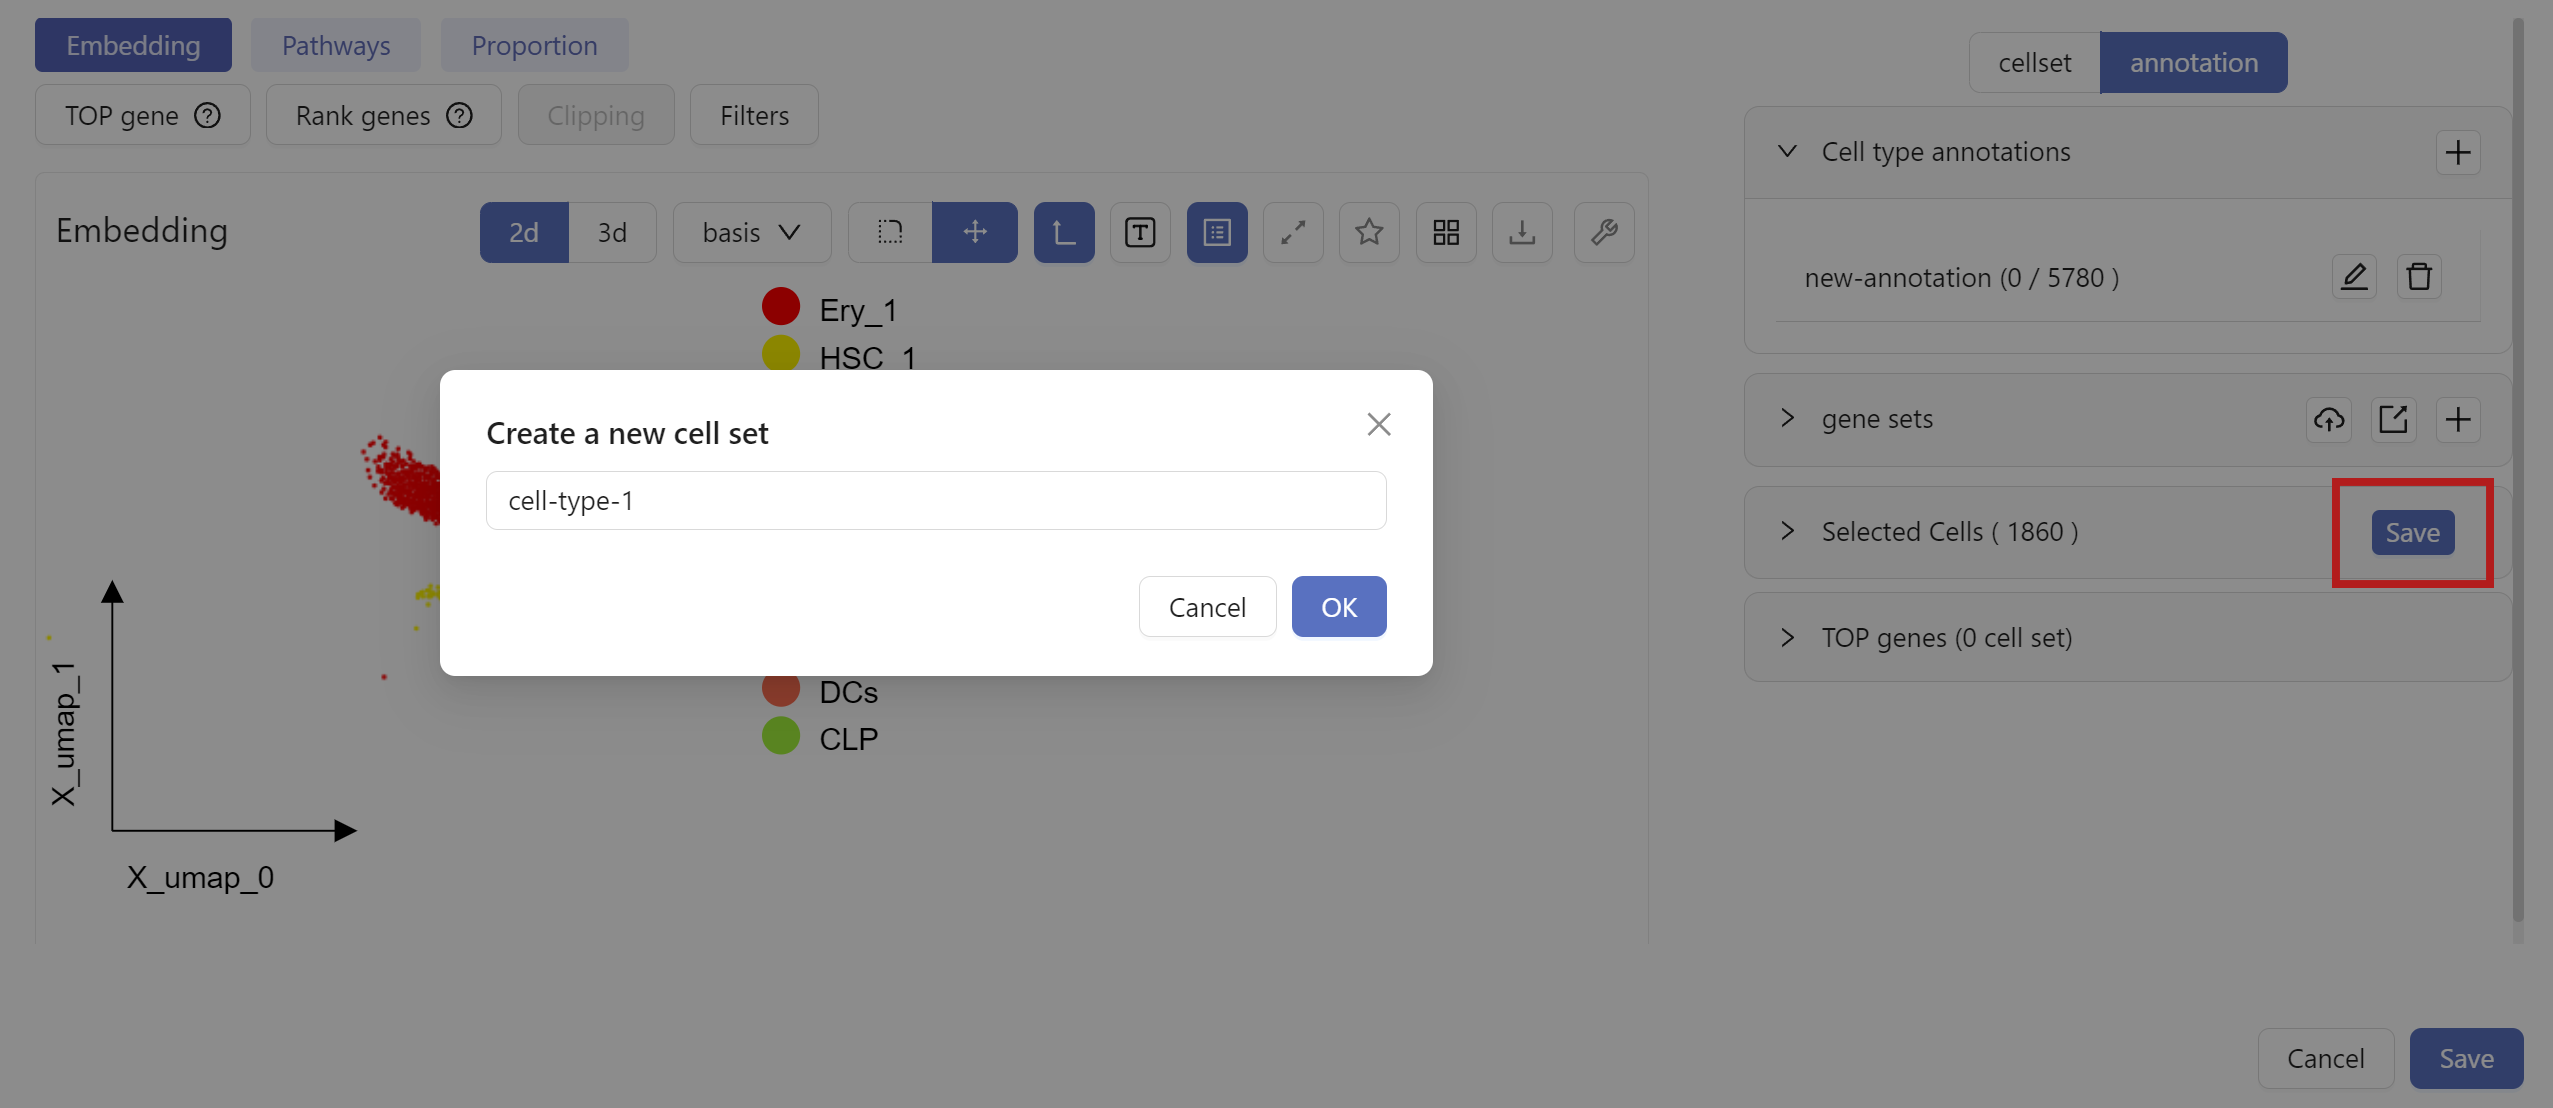 Embedding
Pathways
Proportion
cellset
annotation
TOP gene ?
Rank genes ?
Clipping
Filters
Cell type annotations
Embedding
2d
3d
basis
T
new-annotation (0 / 5780 )
Ery_1
HSC_1
Create a new cell set
gene sets
cell-type-1
Selected Cells ( 1860 )
Save
Cancel
OK
TOP genes (0 cell set)
DCs
CLP
X_umap_1
X_umap_0
Cancel
Save